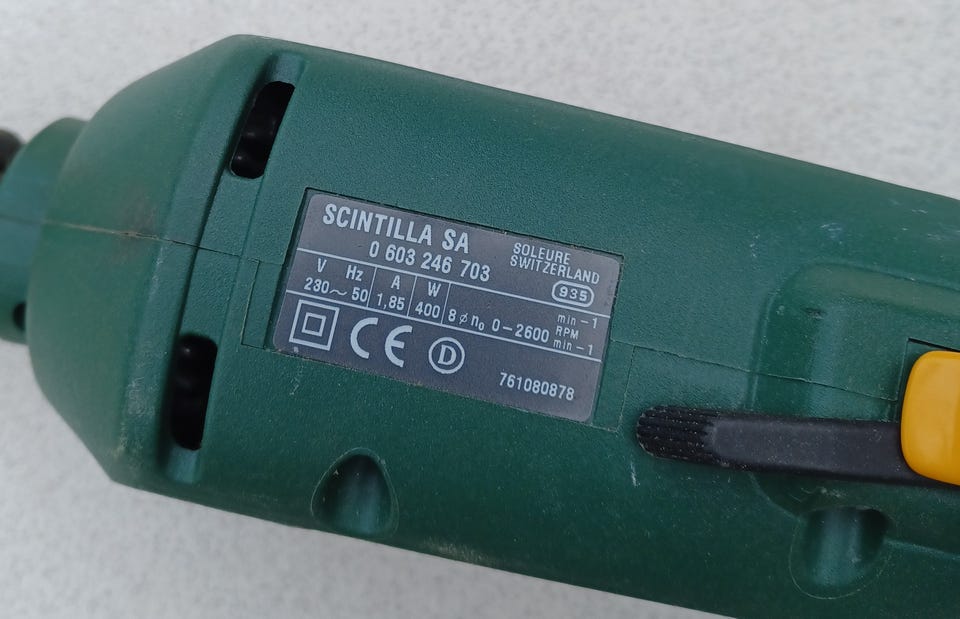 SCINTILLA SA
0 603 246 703
SOLEURE
SWITZERLAND
935
V Hz A W
230~ 50 1,85 400 8 ⌀ n₀ 0-2600 min-1
RPM
min-1
CE D
761080878